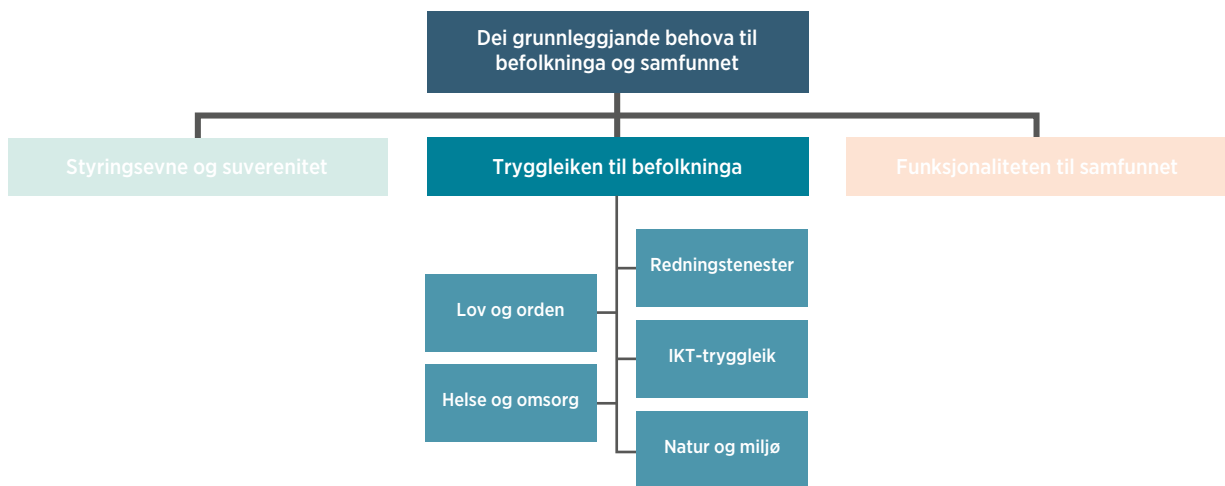 Dei grunnleggjande behova til
befolkninga og samfunnet
Styringsevne og suverenitet
Tryggleiken til befolkninga
Funksjonaliteten til samfunnet
Redningstenester
Lov og orden
IKT-tryggleik
Helse og omsorg
Natur og miljø